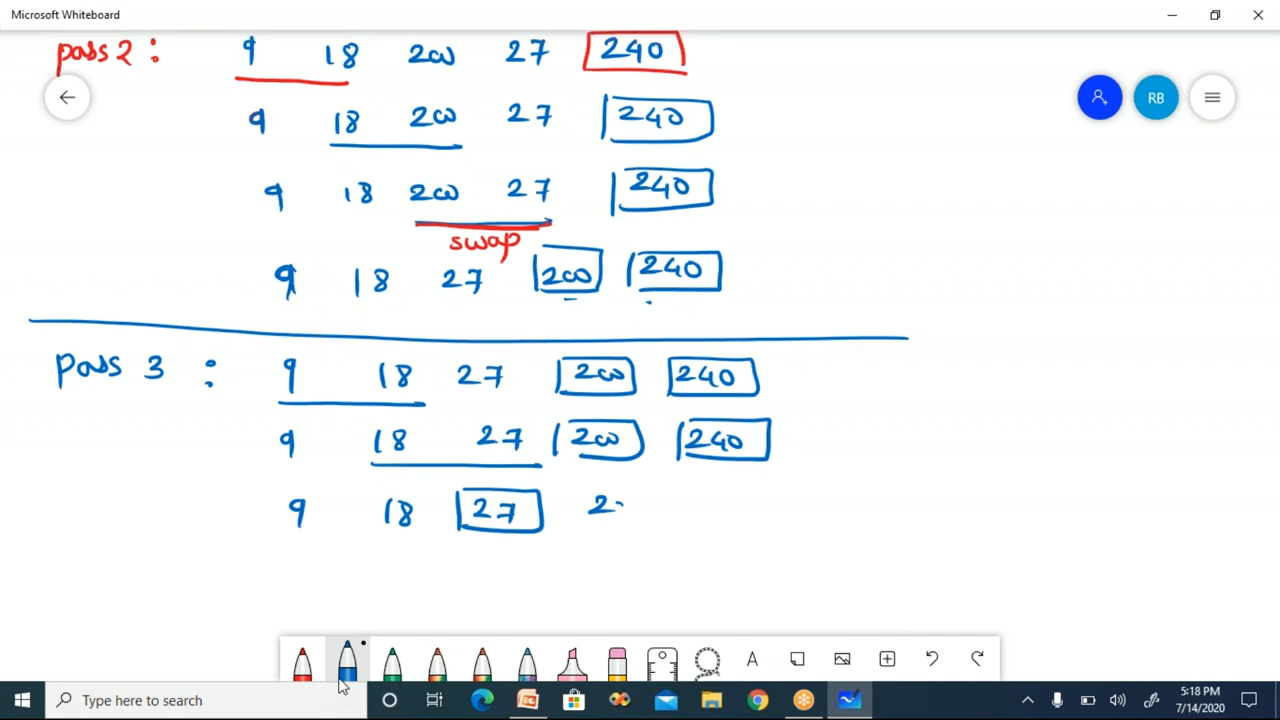 Microsoft Whiteboard
pass 2 : 9 18 200 27 240
RB
9 18 200 27 240
9 18 200 27 240
swap
9 18 27 200 240
pass 3 : 9 18 27 200 240
9 18 27 200 240
9 18 27 2
A
Type here to search
5:18 PM
7/14/2020